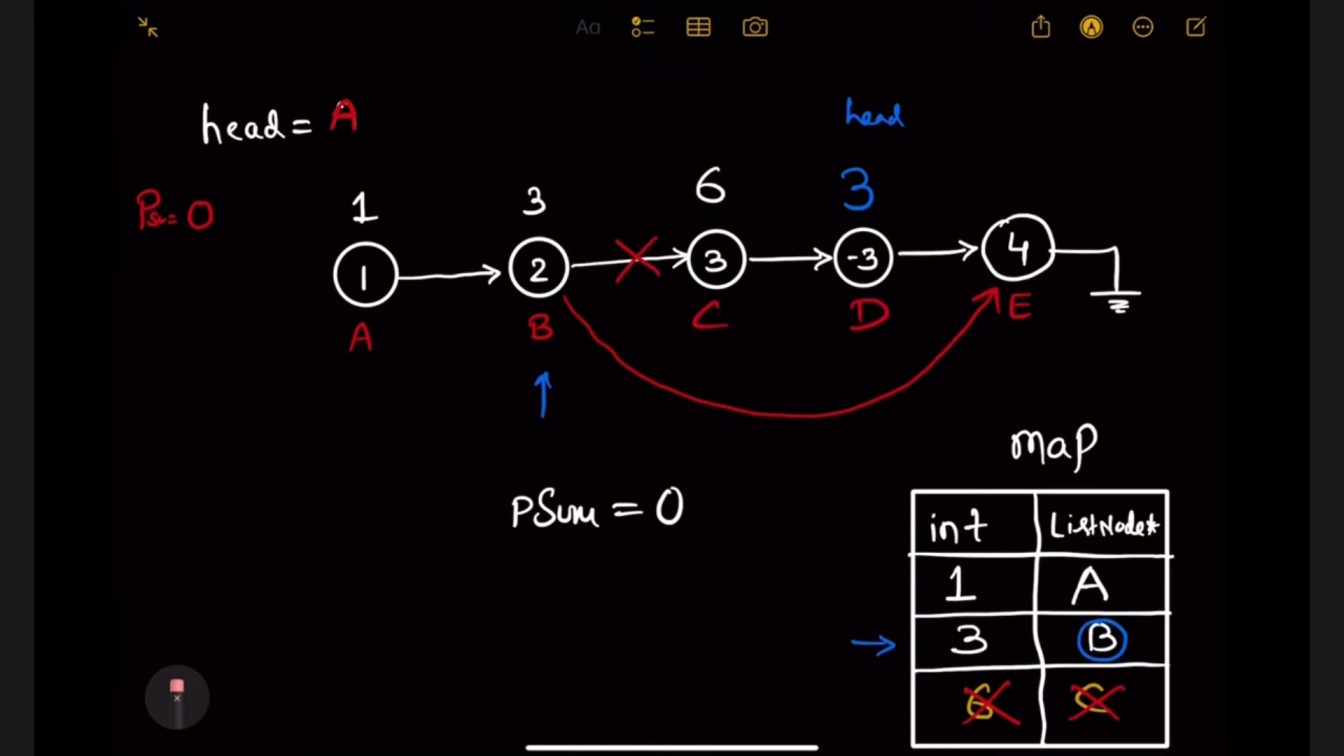 Aa
head = A
head
Psum = 0
1 3 6 3
1 2 3 -3 4
A B C D E
map
pSum = 0
int ListNode*
1 A
3 B
6 C